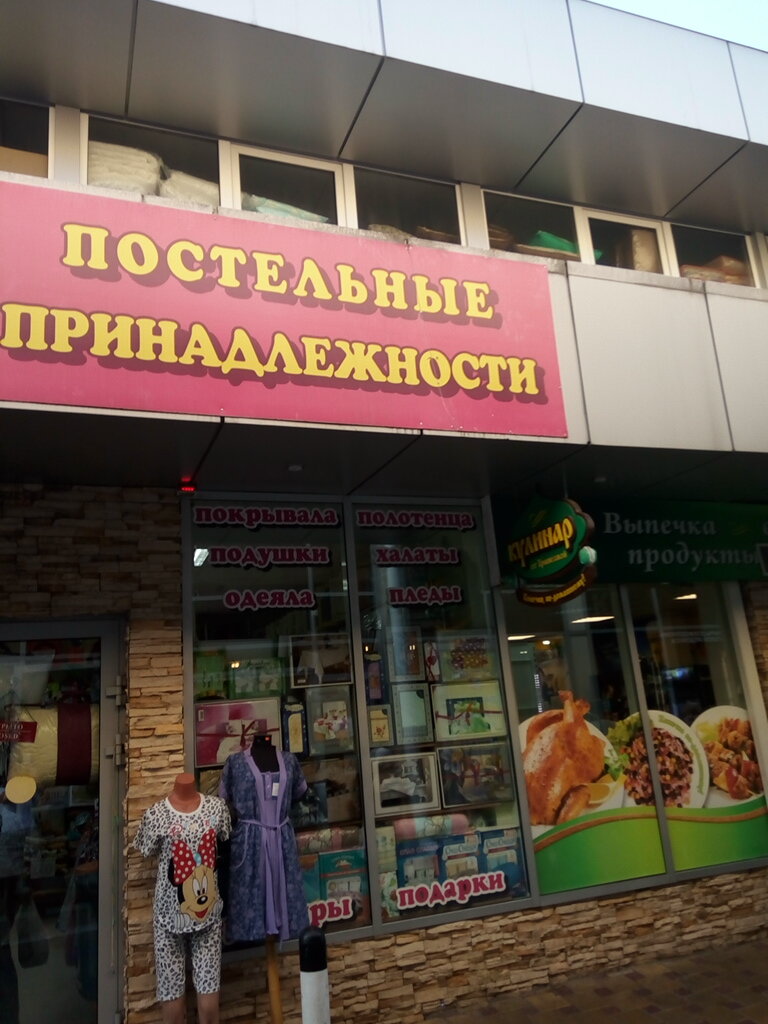 ПОСТЕЛЬНЫЕ
ПРИНАДЛЕЖНОСТИ
покрывала
подушки
одеяла
полотенца
халаты
пледы
подарки
кулинар
Выпечка
продукты